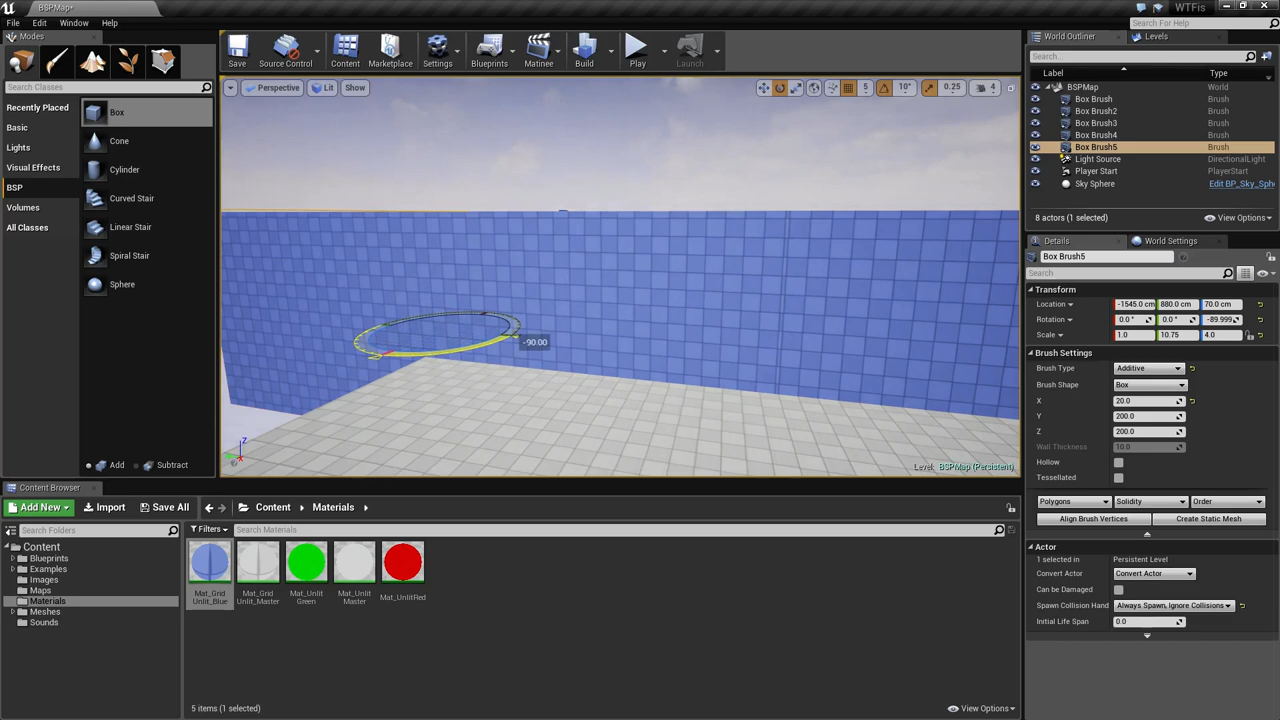 BSPMap*
WTFis
File Edit Window Help
Search For Help
Modes
World Outliner Levels
Save Source Control Content Marketplace Settings Blueprints Matinee Build Play Launch
Search...
Search Classes
Perspective Lit Show
5 10° 0.25 4
Label Type
BSPMap World
Box Brush Brush
Box Brush2 Brush
Box Brush3 Brush
Box Brush4 Brush
Box Brush5 Brush
Light Source DirectionalLight
Player Start PlayerStart
Sky Sphere Edit BP_Sky_Sph
8 actors (1 selected) View Options
Recently Placed
Basic
Lights
Visual Effects
BSP
Volumes
All Classes
Box
Cone
Cylinder
Curved Stair
Linear Stair
Spiral Stair
Sphere
Add Subtract
-90.00
Z
Level: BSPMap (Persistent)
Details World Settings
Box Brush5
Search
Transform
Location -1545.0 cm 880.0 cm 70.0 cm
Rotation 0.0 ° 0.0 ° -89.999
Scale 1.0 10.75 4.0
Brush Settings
Brush Type Additive
Brush Shape Box
X 20.0
Y 200.0
Z 200.0
Wall Thickness 10.0
Hollow
Tessellated
Polygons Solidity Order
Align Brush Vertices Create Static Mesh
Actor
1 selected in Persistent Level
Convert Actor Convert Actor
Can be Damaged
Spawn Collision Hand Always Spawn, Ignore Collisions
Initial Life Span 0.0
Content Browser
Add New Import Save All Content Materials
Search Folders
Filters Search Materials
Content
Blueprints
Examples
Images
Maps
Materials
Meshes
Sounds
Mat_Grid
Unlit_Blue
Mat_Grid
Unlit_Master
Mat_Unlit
Green
Mat_Unlit
Master
Mat_UnlitRed
5 items (1 selected) View Options